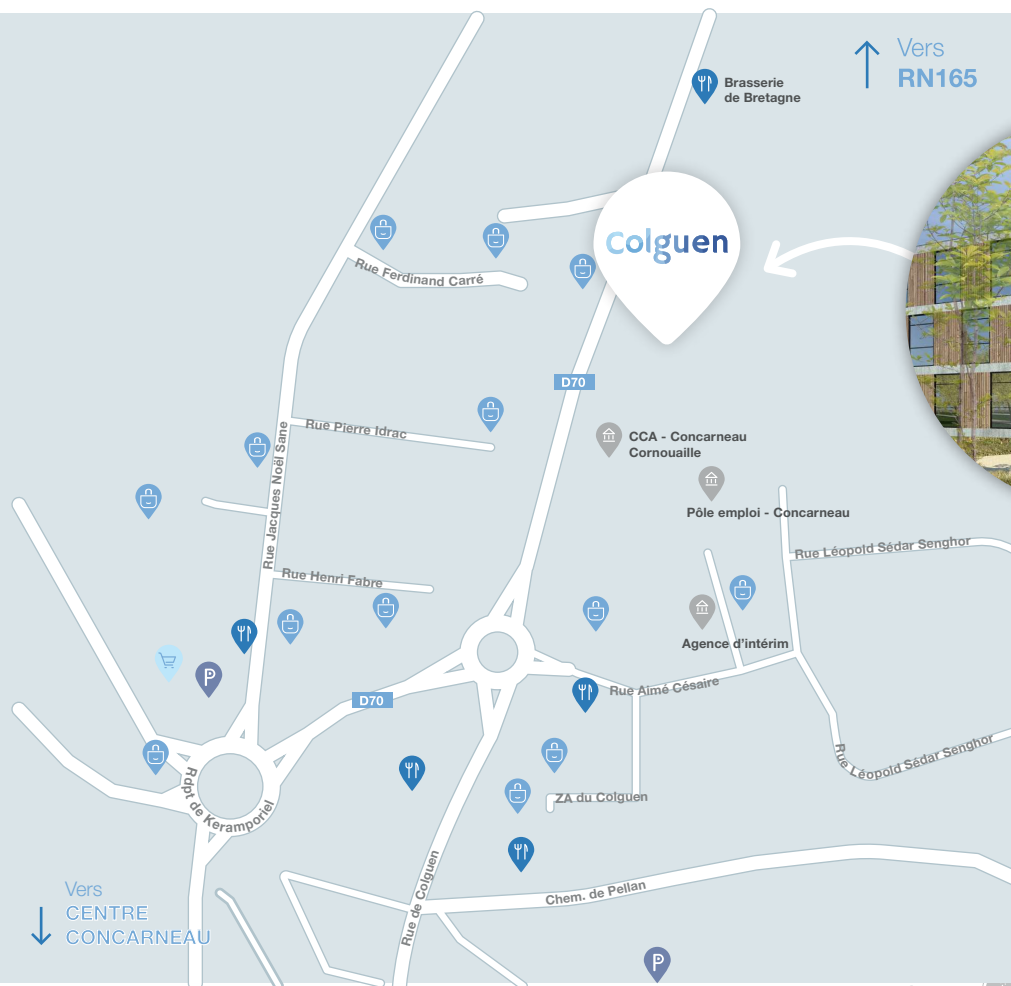 Vers
RN165
Brasserie
de Bretagne
Colguen
Rue Ferdinand Carré
D70
Rue Pierre Idrac
CCA - Concarneau
Cornouaille
Rue Jacques Noël Sane
Pôle emploi - Concarneau
Rue Léopold Sédar Senghor
Rue Henri Fabre
Agence d'intérim
P
Rue Aimé Césaire
D70
Rue Léopold Sédar Senghor
Rppt de Keramporiel
ZA du Colguen
Rue de Colguen
Chem. de Pellan
Vers
CENTRE
CONCARNEAU
P